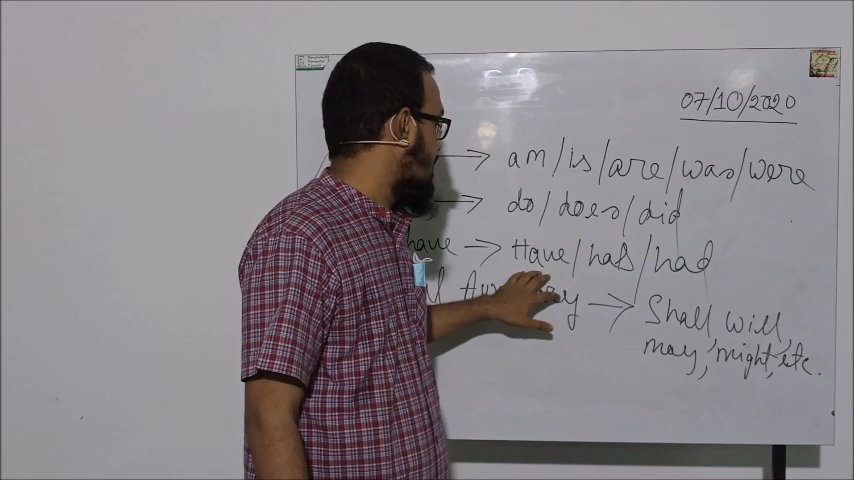 07/10/2020
→ am/is/are/was/were
→ do/does/did
have → Have/has/had
→ Shall, will,
may, might, etc.